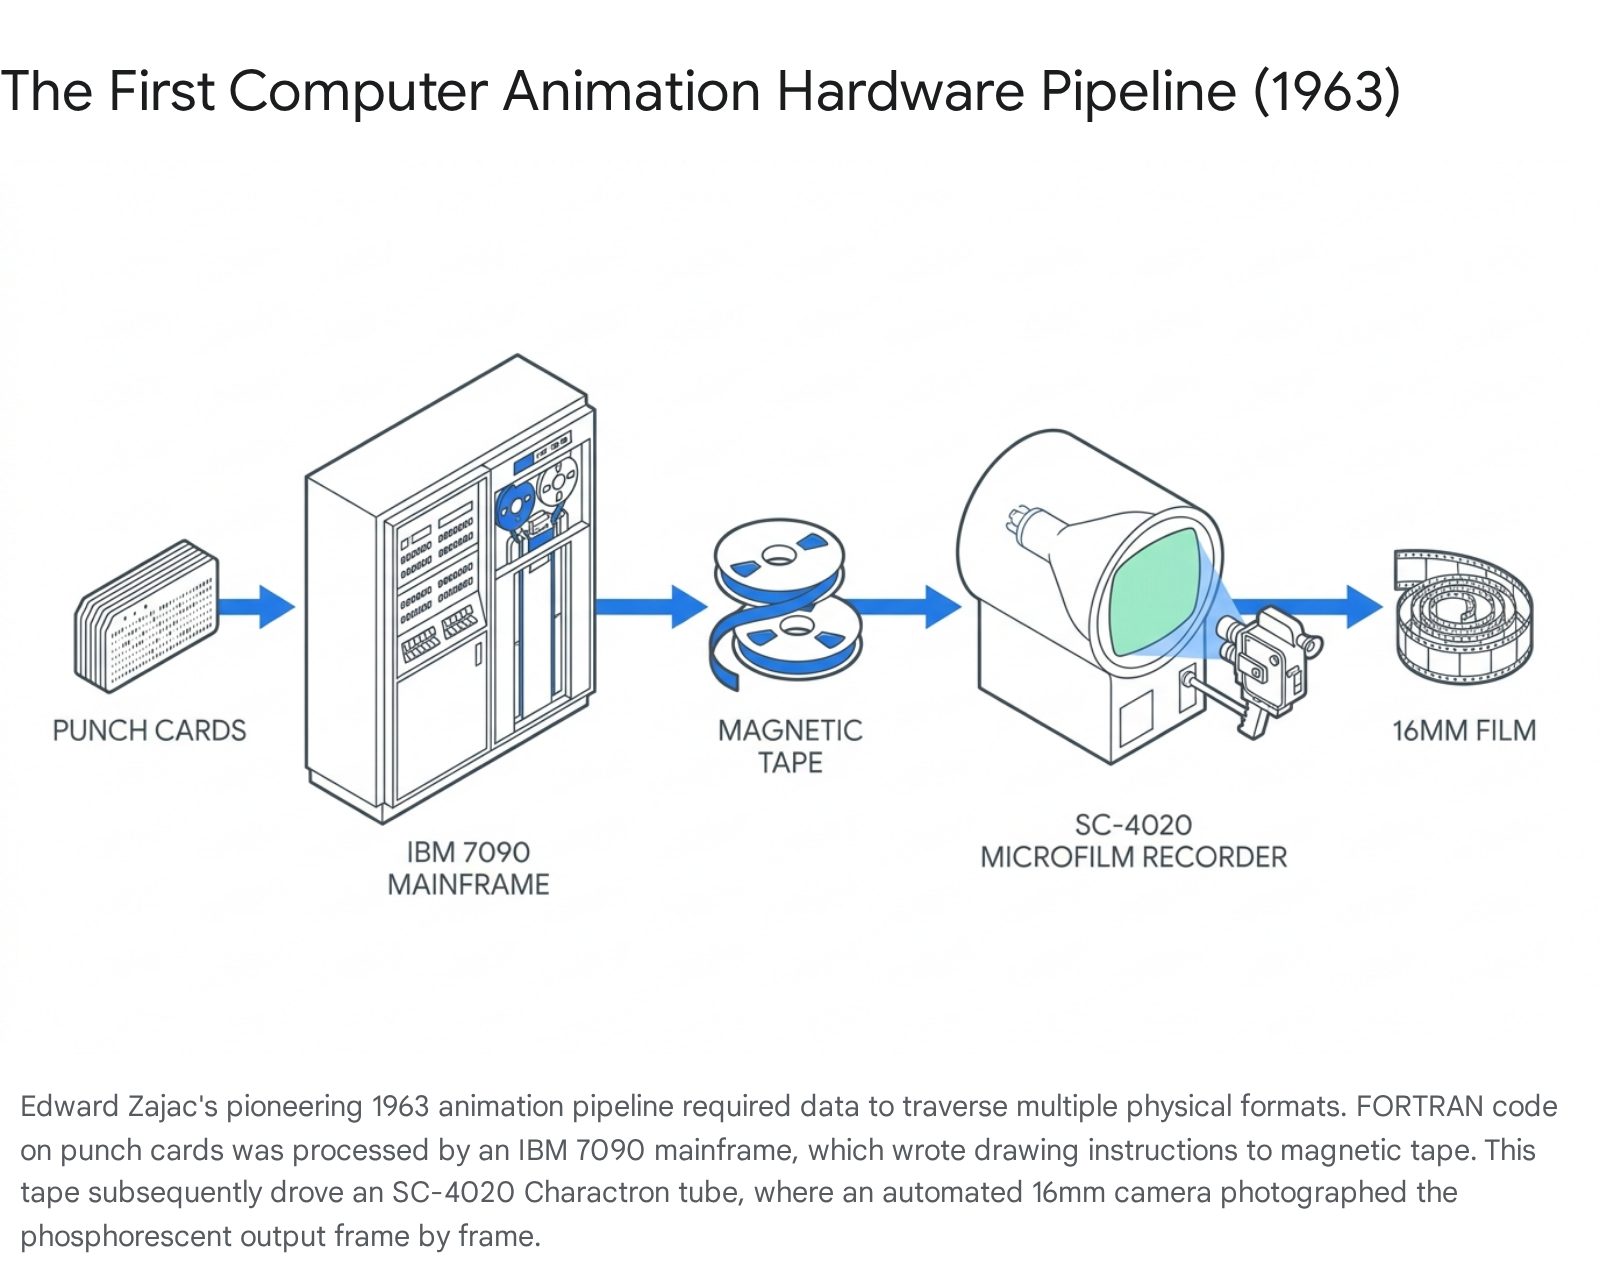 The First Computer Animation Hardware Pipeline (1963)
PUNCH CARDS
IBM 7090
MAINFRAME
MAGNETIC
TAPE
SC-4020
MICROFILM RECORDER
16MM FILM
Edward Zajac's pioneering 1963 animation pipeline required data to traverse multiple physical formats. FORTRAN code
on punch cards was processed by an IBM 7090 mainframe, which wrote drawing instructions to magnetic tape. This
tape subsequently drove an SC-4020 Charactron tube, where an automated 16mm camera photographed the
phosphorescent output frame by frame.